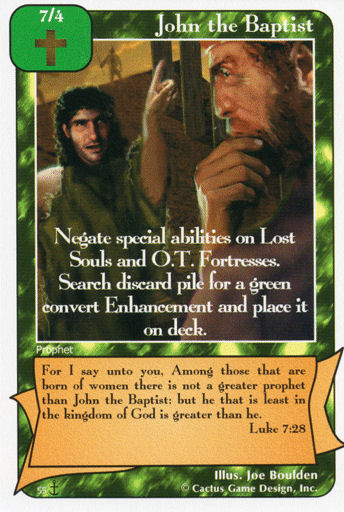 7/4
John the Baptist
Negate special abilities on Lost
Souls and O.T. Fortresses.
Search discard pile for a green
convert Enhancement and place it
on deck.
Prophet
For I say unto you, Among those that are
born of women there is not a greater prophet
than John the Baptist: but he that is least in
the kingdom of God is greater than he.
Luke 7:28
Illus. Joe Boulden
55
© Cactus Game Design, Inc.